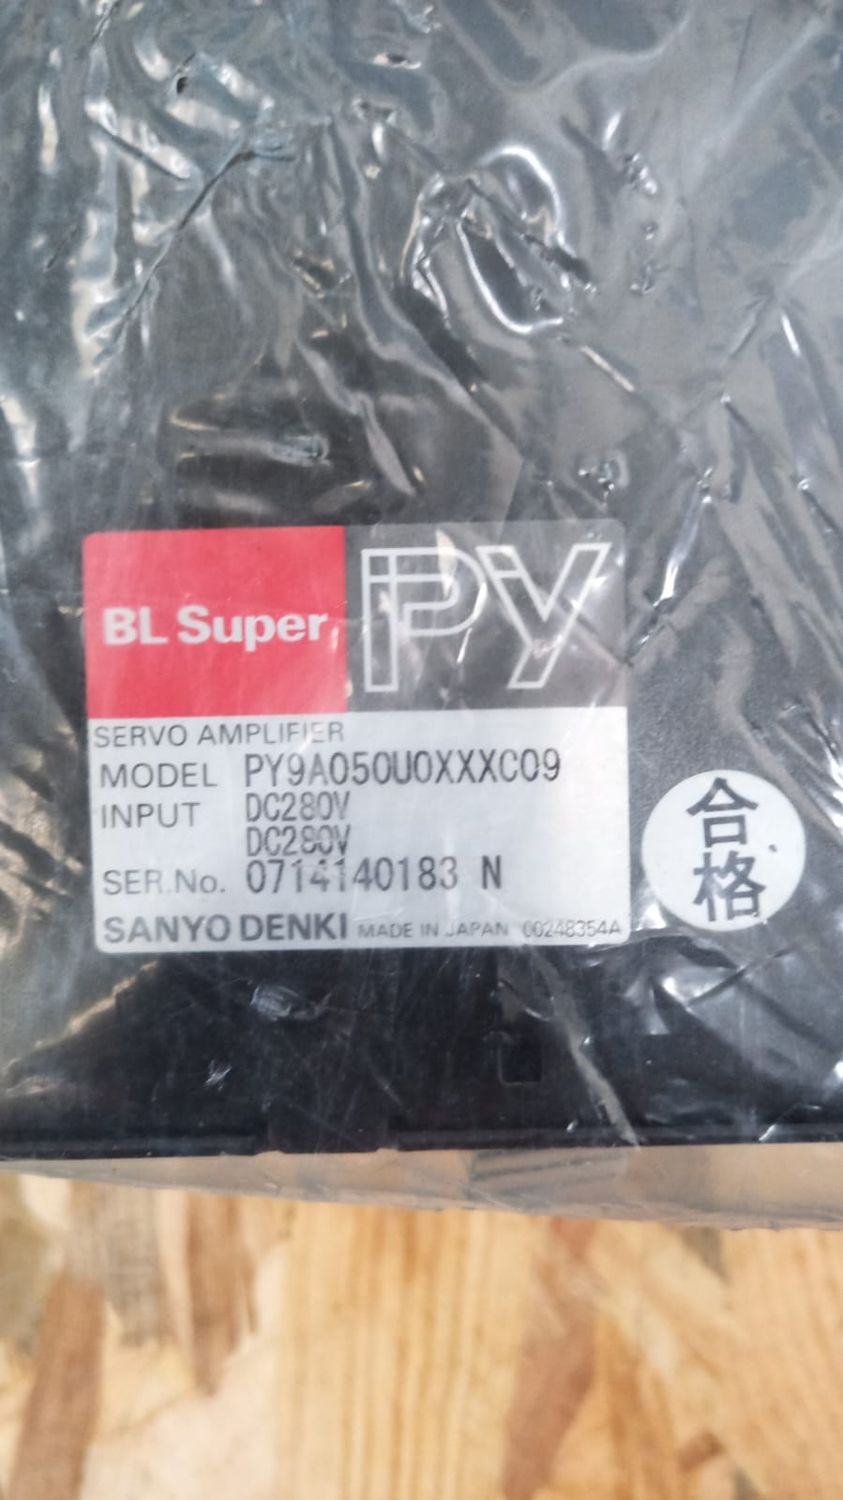 BL Super
PY
SERVO AMPLIFIER
MODEL PY9A050U0XXXC09
INPUT DC280V
DC280V
SER.No. 0714140183 N
SANYO DENKI MADE IN JAPAN 00248354A
合格